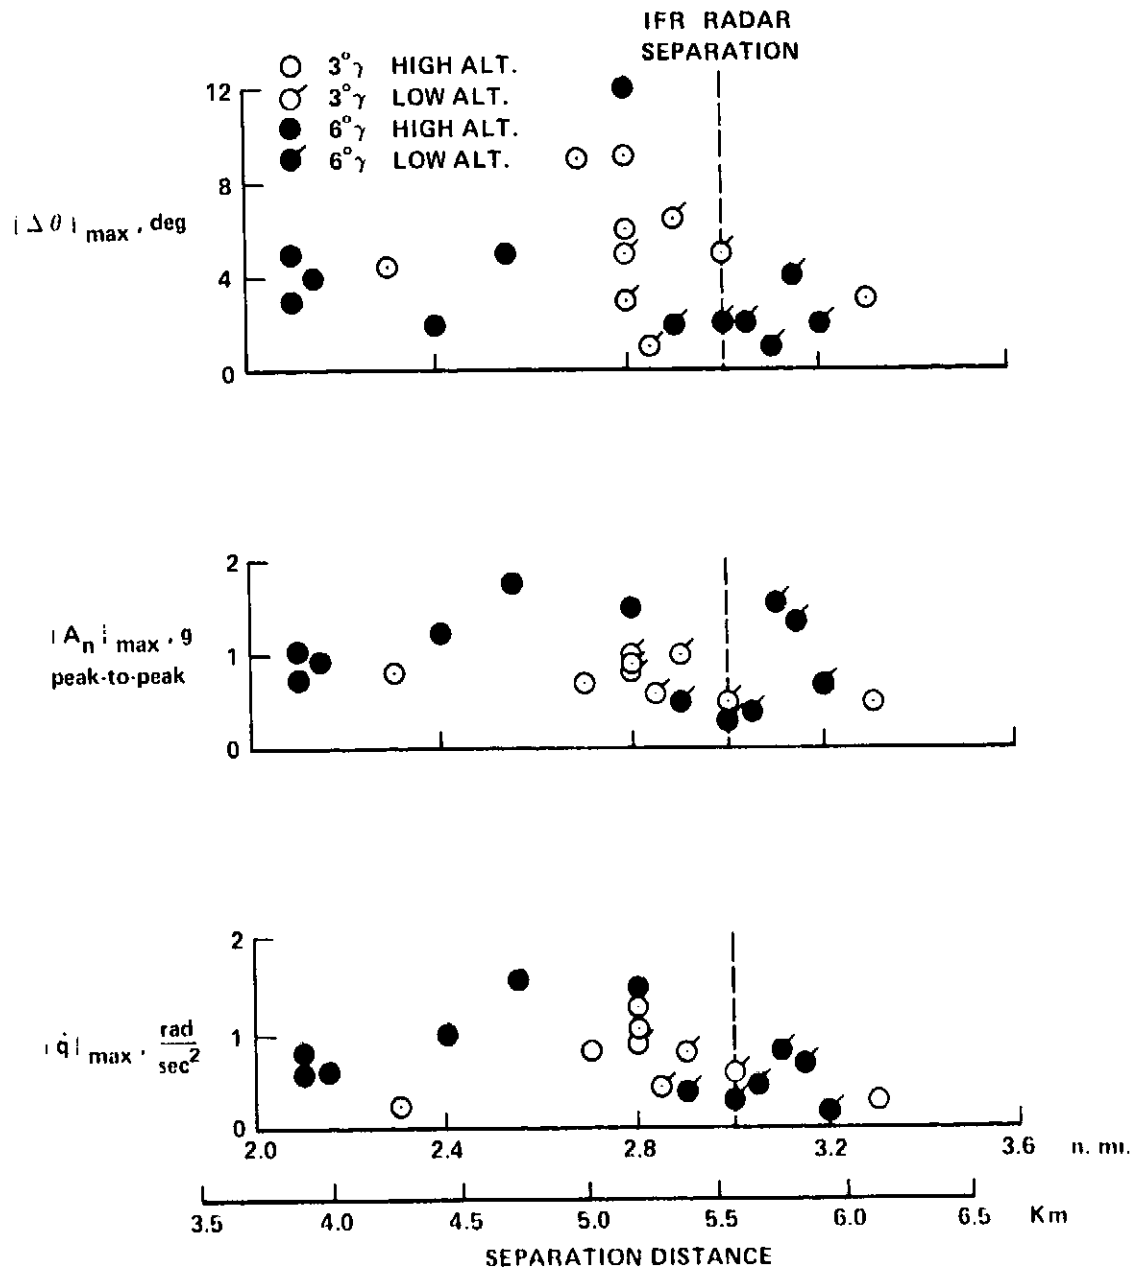 IFR RADAR
SEPARATION
3°γ HIGH ALT.
3°γ LOW ALT.
6°γ HIGH ALT.
6°γ LOW ALT.
12
8
4
0
|Δθ|max, deg
2
1
0
|An|max, g
peak-to-peak
2
1
0
|q̇|max, rad
sec2
2.0 2.4 2.8 3.2 3.6 n. mi.
3.5 4.0 4.5 5.0 5.5 6.0 6.5 Km
SEPARATION DISTANCE